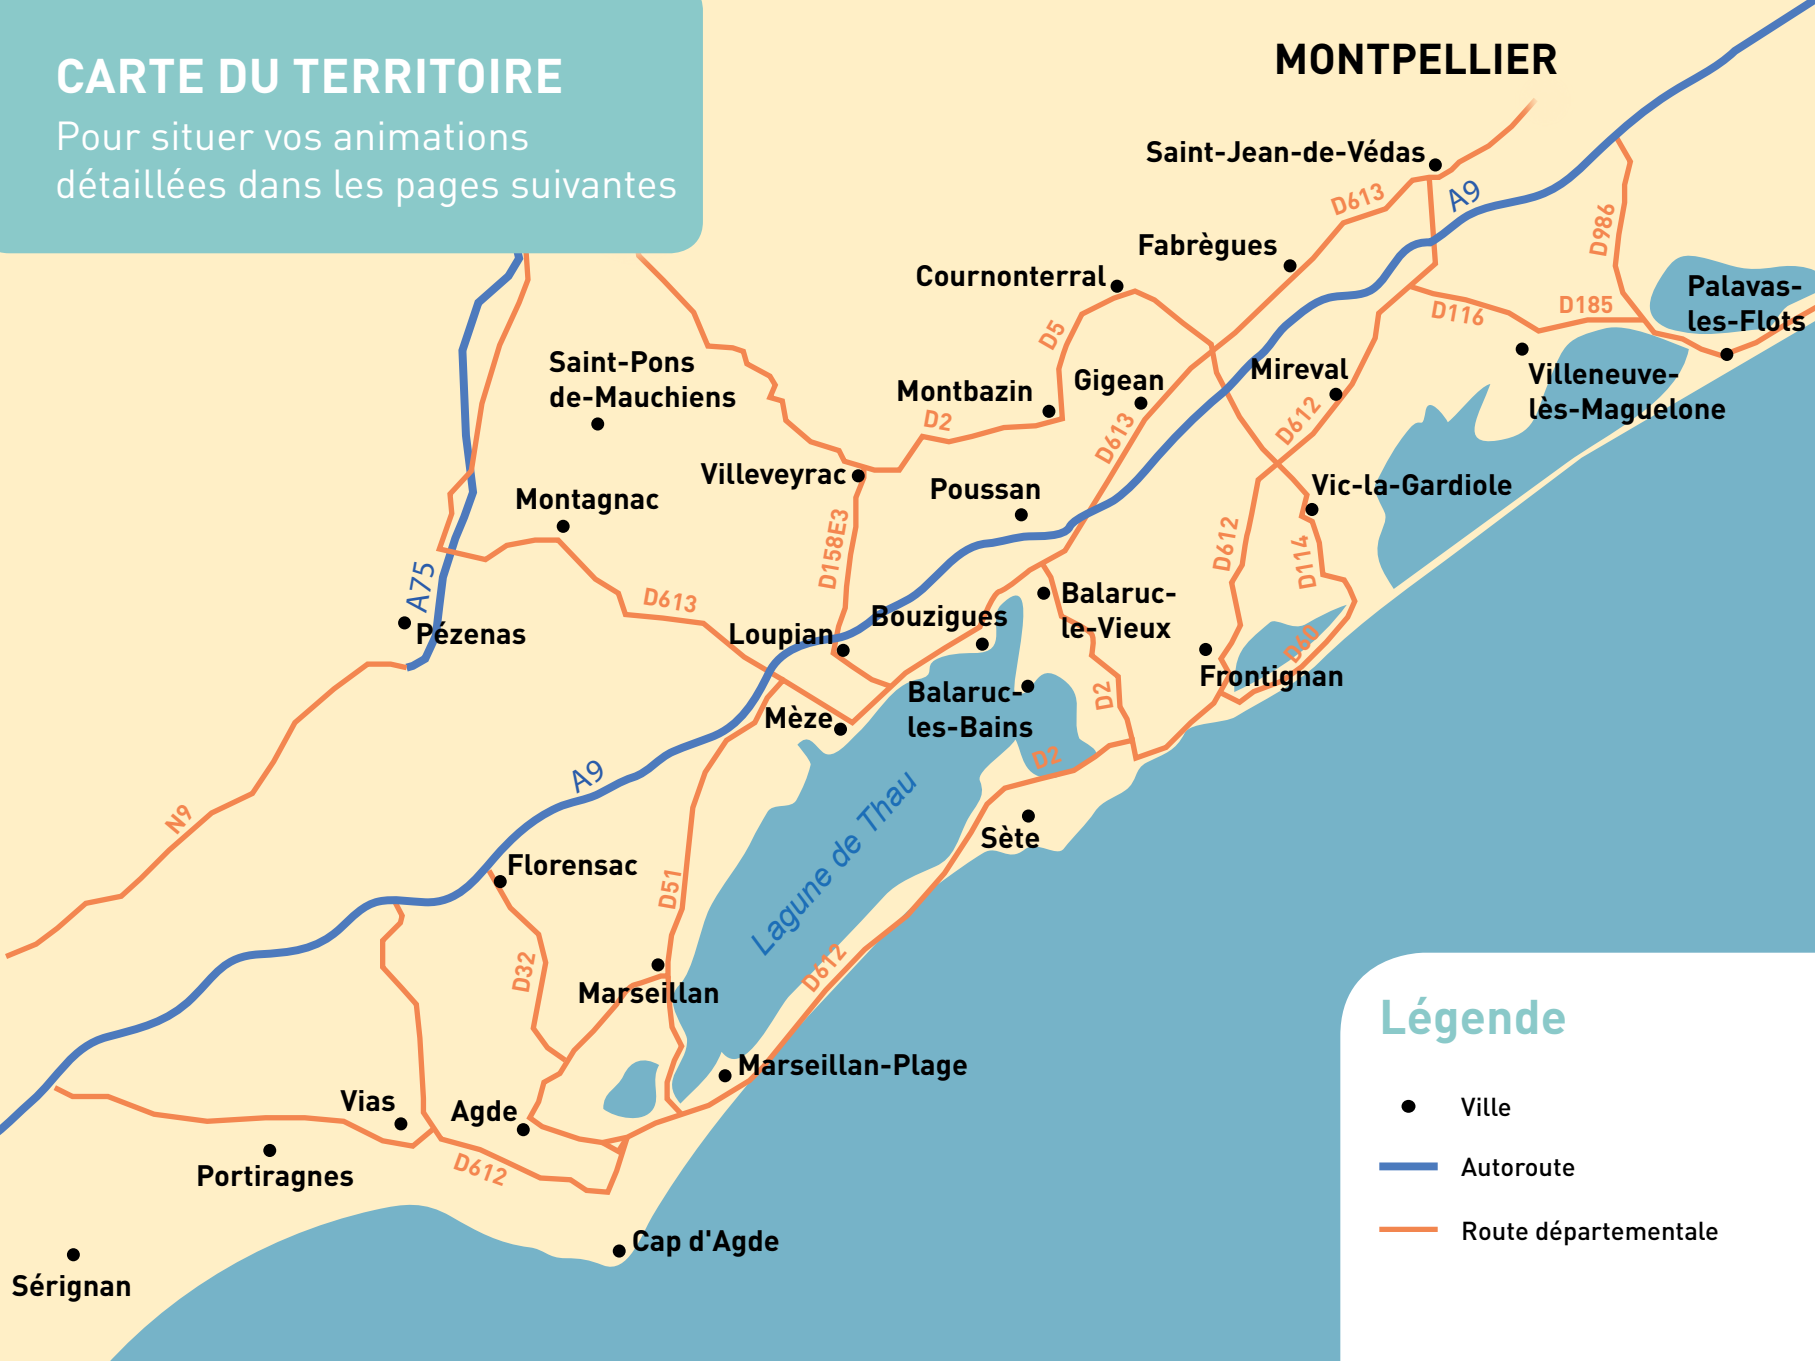 CARTE DU TERRITOIRE
Pour situer vos animations
détaillées dans les pages suivantes
MONTPELLIER
Saint-Jean-de-Védas
D613
A9
D986
Fabrègues
Cournonterral
Palavas-
les-Flots
D116
D185
D5
Saint-Pons
de-Mauchiens
Montbazin
Gigean
Mireval
Villeneuve-
lès-Maguelone
D2
D613
D612
Villeveyrac
Poussan
Vic-la-Gardiole
Montagnac
D158E3
D612
D114
A75
D613
Pézenas
Loupian
Bouzigues
Balaruc-
le-Vieux
D60
Frontignan
Balaruc-
les-Bains
D2
Mèze
D2
A9
N9
Lagune de Thau
Sète
Florensac
D51
D32
D612
Marseillan
Marseillan-Plage
Vias
Agde
D612
Portiragnes
Cap d'Agde
Sérignan
Légende
Ville
Autoroute
Route départementale